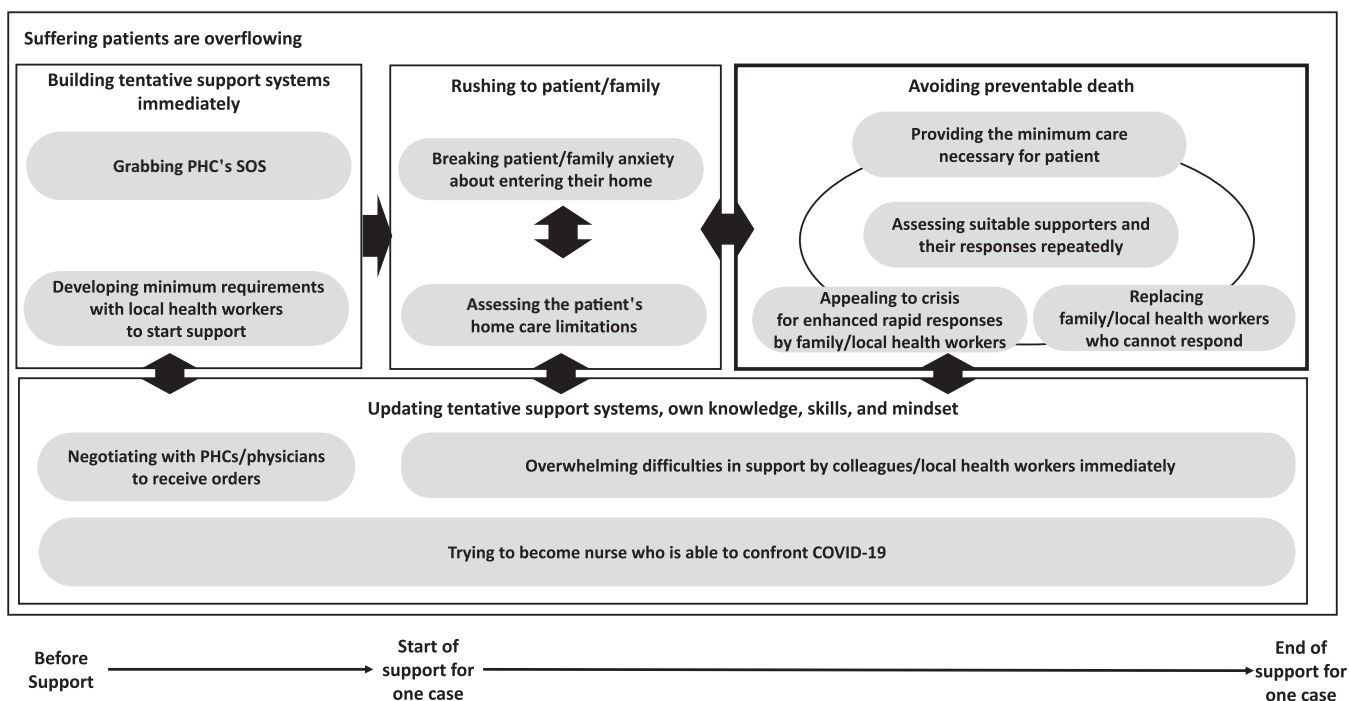 Suffering patients are overflowing
Building tentative support systems
immediately
Grabbing PHC's SOS
Developing minimum requirements
with local health workers
to start support
Rushing to patient/family
Breaking patient/family anxiety
about entering their home
Assessing the patient's
home care limitations
Avoiding preventable death
Providing the minimum care
necessary for patient
Assessing suitable supporters and
their responses repeatedly
Appealing to crisis
for enhanced rapid responses
by family/local health workers
Replacing
family/local health workers
who cannot respond
Updating tentative support systems, own knowledge, skills, and mindset
Negotiating with PHCs/physicians
to receive orders
Overwhelming difficulties in support by colleagues/local health workers immediately
Trying to become nurse who is able to confront COVID-19
Before
Support
Start of
support for
one case
End of
support for
one case